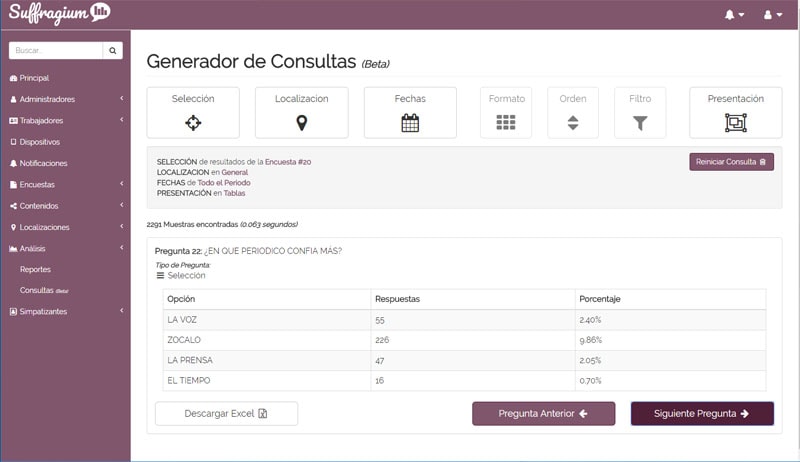 Suffragium
Buscar..
Principal
Administradores
Trabajadores
Dispositivos
Notificaciones
Encuestas
Contenidos
Localizaciones
Análisis
Reportes
Consultas (Beta)
Simpatizantes
Generador de Consultas (Beta)
Selección Localizacion Fechas Formato Orden Filtro Presentación
SELECCIÓN de resultados de la Encuesta #20
LOCALIZACION en General
FECHAS de Todo el Periodo
PRESENTACIÓN en Tablas
Reiniciar Consulta
2291 Muestras encontradas (0.063 segundos)
Pregunta 22: ¿EN QUE PERIODICO CONFIA MÁS?
Tipo de Pregunta:
Selección
Opción Respuestas Porcentaje
LA VOZ 55 2.40%
ZOCALO 226 9.86%
LA PRENSA 47 2.05%
EL TIEMPO 16 0.70%
Descargar Excel Pregunta Anterior Siguiente Pregunta